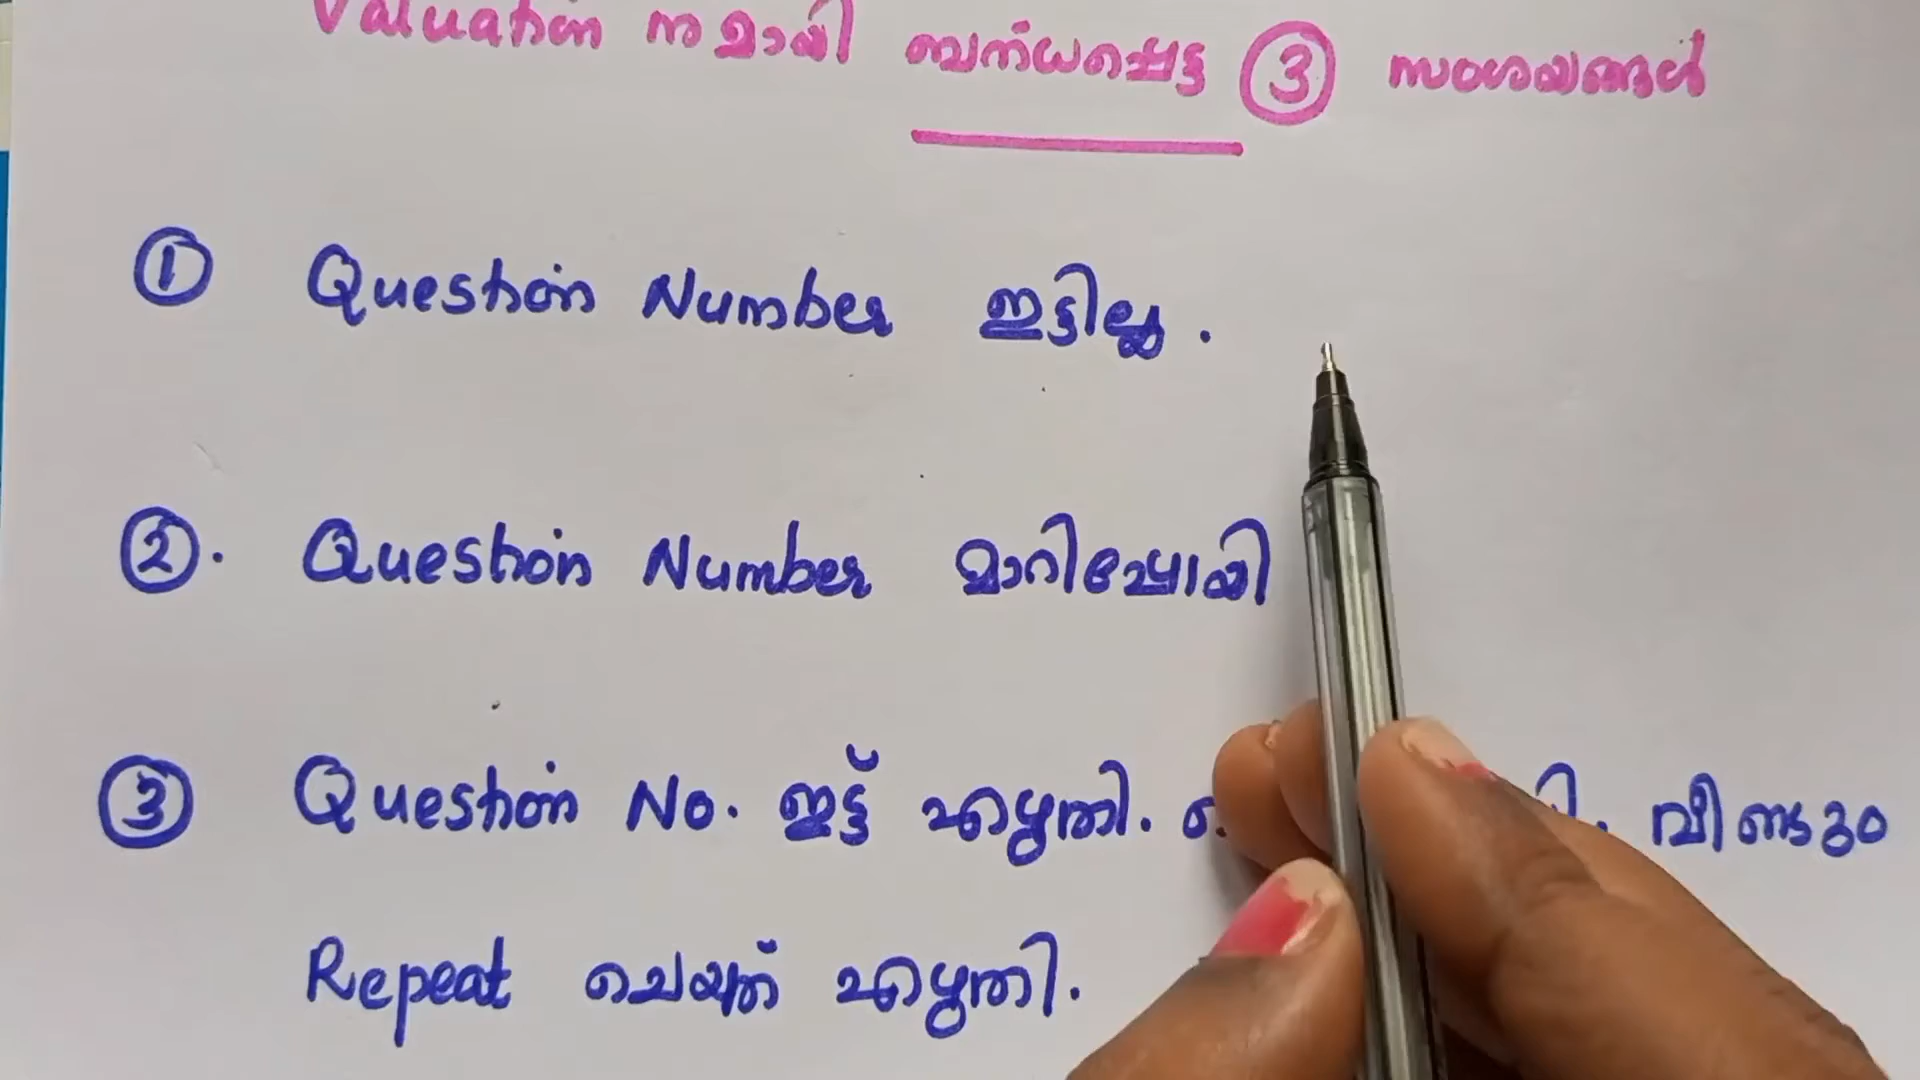 Valuation നുമായി ബന്ധപ്പെട്ട ③ സംശയങ്ങൾ
① Question Number ഇട്ടില്ല.
②. Question Number മാറിപ്പോയി
③ Question No. ഇട്ട് എഴുതി. വീണ്ടും
Repeat ചെയ്ത് എഴുതി.